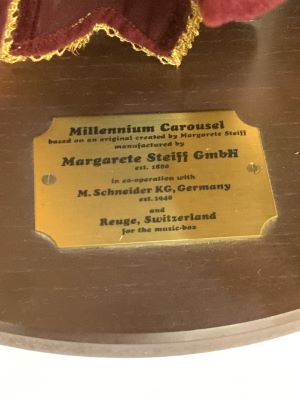 Millennium Carousel
based on an original created by Margarete Steiff
manufactured by
Margarete Steiff GmbH
est. 1880
in co-operation with
M. Schneider KG, Germany
est. 1946
and
Reuge, Switzerland
for the music-box